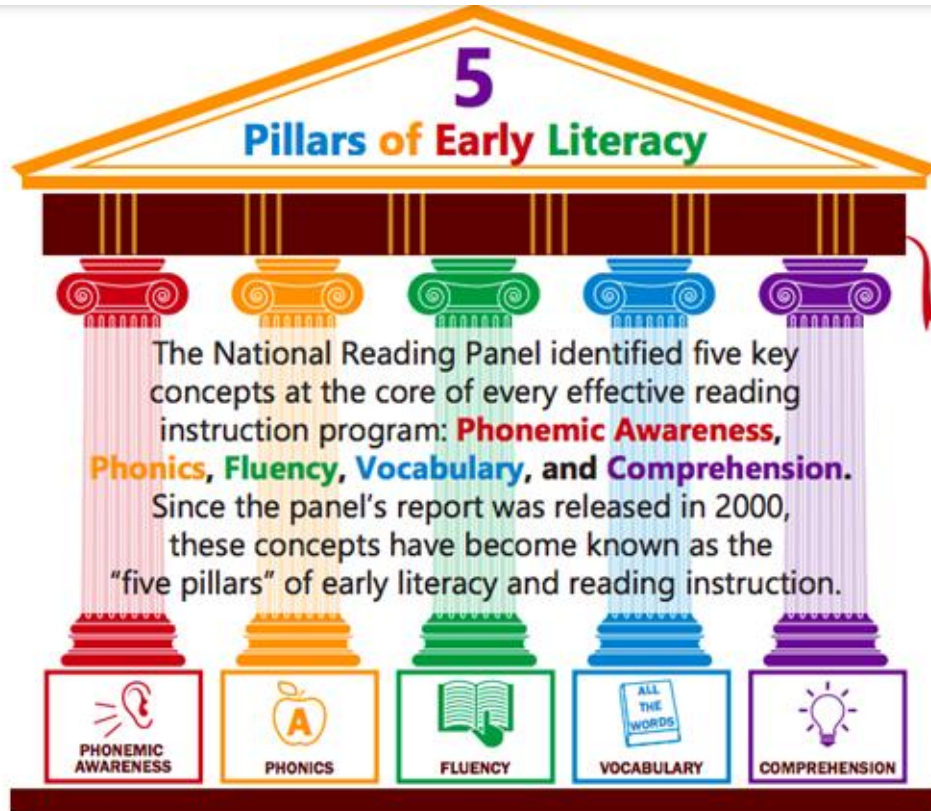 5
Pillars of Early Literacy
The National Reading Panel identified five key
concepts at the core of every effective reading
instruction program: Phonemic Awareness,
Phonics, Fluency, Vocabulary, and Comprehension.
Since the panel's report was released in 2000,
these concepts have become known as the
"five pillars" of early literacy and reading instruction.
PHONEMIC
AWARENESS
A
PHONICS
FLUENCY
ALL
THE
WORDS
VOCABULARY
COMPREHENSION